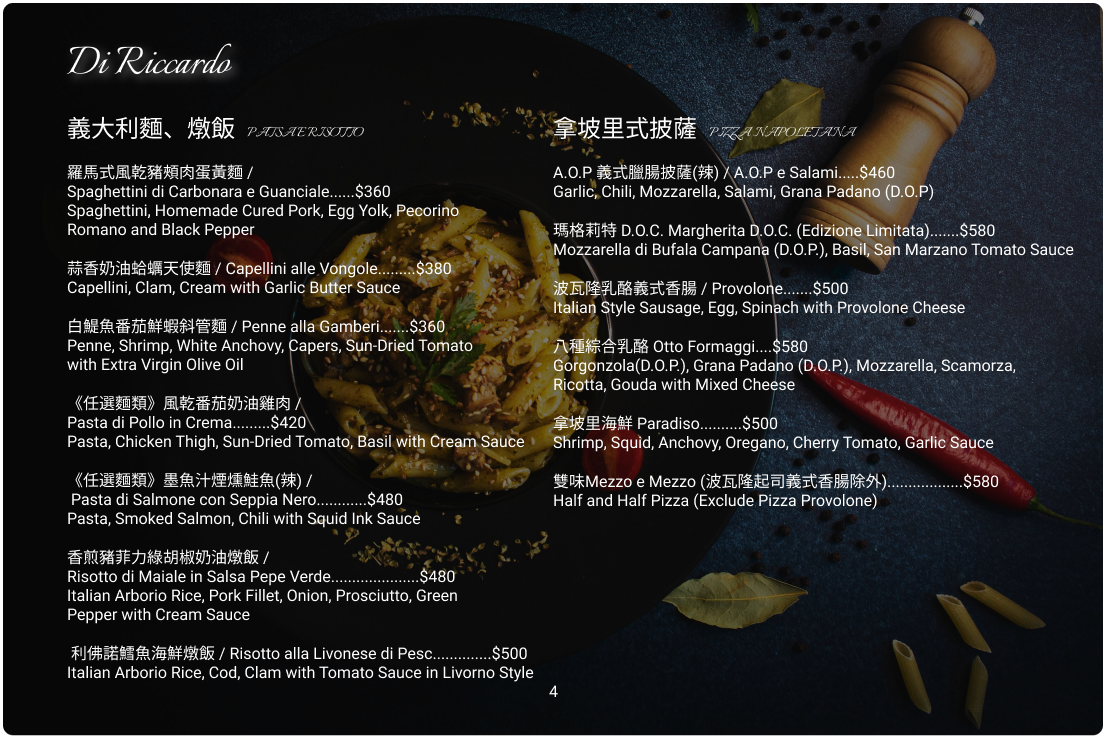 Di Riccardo
義大利麵、燉飯 PATSA E RISOTTO
羅馬式風乾豬頰肉蛋黃麵 /
Spaghettini di Carbonara e Guanciale......$360
Spaghettini, Homemade Cured Pork, Egg Yolk, Pecorino
Romano and Black Pepper
蒜香奶油蛤蠣天使麵 / Capellini alle Vongole........$380
Capellini, Clam, Cream with Garlic Butter Sauce
白鯷魚番茄鮮蝦斜管麵 / Penne alla Gamberi.......$360
Penne, Shrimp, White Anchovy, Capers, Sun-Dried Tomato
with Extra Virgin Olive Oil
《任選麵類》風乾番茄奶油雞肉 /
Pasta di Pollo in Crema.........$420
Pasta, Chicken Thigh, Sun-Dried Tomato, Basil with Cream Sauce
《任選麵類》墨魚汁煙燻鮭魚(辣) /
Pasta di Salmone con Seppia Nero............$480
Pasta, Smoked Salmon, Chili with Squid Ink Sauce
香煎豬菲力綠胡椒奶油燉飯 /
Risotto di Maiale in Salsa Pepe Verde.....................$480
Italian Arborio Rice, Pork Fillet, Onion, Prosciutto, Green
Pepper with Cream Sauce
利佛諾鱈魚海鮮燉飯 / Risotto alla Livonese di Pesc..............$500
Italian Arborio Rice, Cod, Clam with Tomato Sauce in Livorno Style
拿坡里式披薩 PIZZA NAPOLETANA
A.O.P 義式臘腸披薩(辣) / A.O.P e Salami.....$460
Garlic, Chili, Mozzarella, Salami, Grana Padano (D.O.P)
瑪格莉特 D.O.C. Margherita D.O.C. (Edizione Limitata).......$580
Mozzarella di Bufala Campana (D.O.P.), Basil, San Marzano Tomato Sauce
波瓦隆乳酪義式香腸 / Provolone.......$500
Italian Style Sausage, Egg, Spinach with Provolone Cheese
八種綜合乳酪 Otto Formaggi....$580
Gorgonzola(D.O.P.), Grana Padano (D.O.P.), Mozzarella, Scamorza,
Ricotta, Gouda with Mixed Cheese
拿坡里海鮮 Paradiso..........$500
Shrimp, Squid, Anchovy, Oregano, Cherry Tomato, Garlic Sauce
雙味Mezzo e Mezzo (波瓦隆起司義式香腸除外)..................$580
Half and Half Pizza (Exclude Pizza Provolone)
4